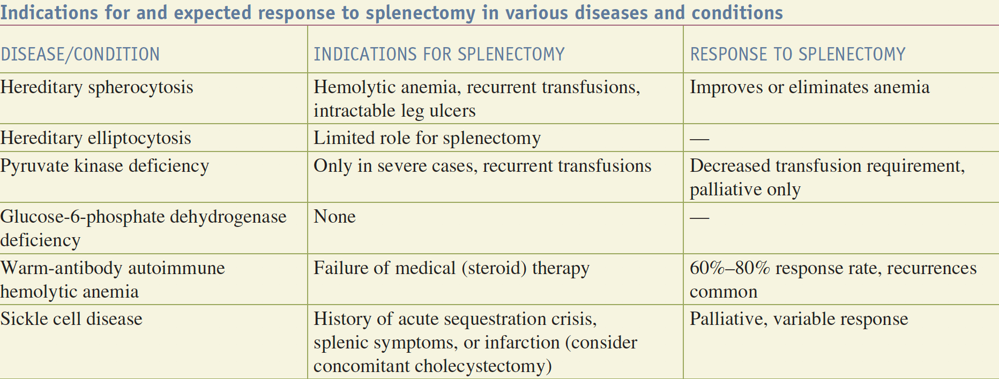 Indications for and expected response to splenectomy in various diseases and conditions
DISEASE/CONDITION
INDICATIONS FOR SPLENECTOMY
RESPONSE TO SPLENECTOMY
Hereditary spherocytosis
Hemolytic anemia, recurrent transfusions,
intractable leg ulcers
Improves or eliminates anemia
Hereditary elliptocytosis
Limited role for splenectomy
—
Pyruvate kinase deficiency
Only in severe cases, recurrent transfusions
Decreased transfusion requirement,
palliative only
Glucose-6-phosphate dehydrogenase
deficiency
None
—
Warm-antibody autoimmune
hemolytic anemia
Failure of medical (steroid) therapy
60%–80% response rate, recurrences
common
Sickle cell disease
History of acute sequestration crisis,
splenic symptoms, or infarction (consider
concomitant cholecystectomy)
Palliative, variable response